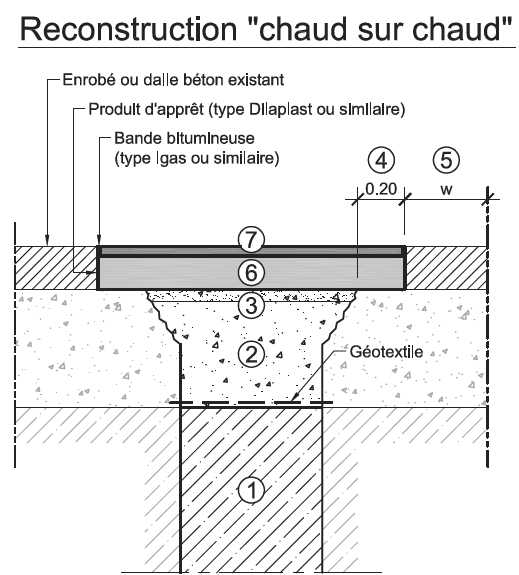 Reconstruction "chaud sur chaud"
Enrobé ou dalle béton existant
Produit d'apprêt (type Dilaplast ou similaire)
Bande bitumineuse
(type Igas ou similaire)
4
5
0.20
w
7
6
3
2
Géotextile
1